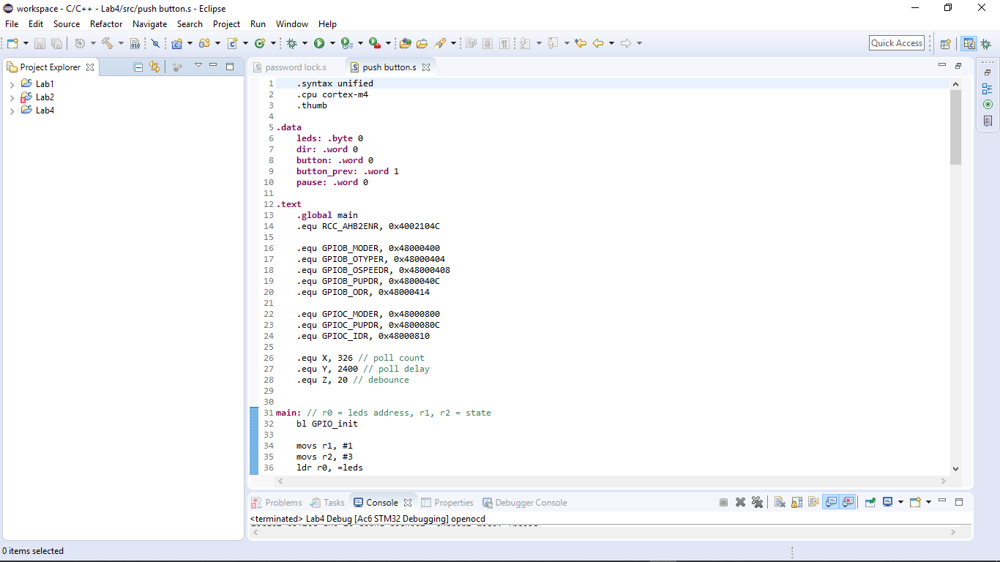 workspace - C/C++ - Lab4/src/push button.s - Eclipse
File Edit Source Refactor Navigate Search Project Run Window Help
Quick Access
Project Explorer
Lab1
Lab2
Lab4
password lock.s push button.s
1 .syntax unified
2 .cpu cortex-m4
3 .thumb
4
5 .data
6 leds: .byte 0
7 dir: .word 0
8 button: .word 0
9 button_prev: .word 1
10 pause: .word 0
11
12 .text
13 .global main
14 .equ RCC_AHB2ENR, 0x4002104C
15
16 .equ GPIOB_MODER, 0x48000400
17 .equ GPIOB_OTYPER, 0x48000404
18 .equ GPIOB_OSPEEDR, 0x48000408
19 .equ GPIOB_PUPDR, 0x4800040C
20 .equ GPIOB_ODR, 0x48000414
21
22 .equ GPIOC_MODER, 0x48000800
23 .equ GPIOC_PUPDR, 0x4800080C
24 .equ GPIOC_IDR, 0x48000810
25
26 .equ X, 326 // poll count
27 .equ Y, 2400 // poll delay
28 .equ Z, 20 // debounce
29
30
31 main: // r0 = leds address, r1, r2 = state
32 bl GPIO_init
33
34 movs r1, #1
35 movs r2, #3
36 ldr r0, =leds
Problems Tasks Console Properties Debugger Console
<terminated> Lab4 Debug [Ac6 STM32 Debugging] openocd
0 items selected